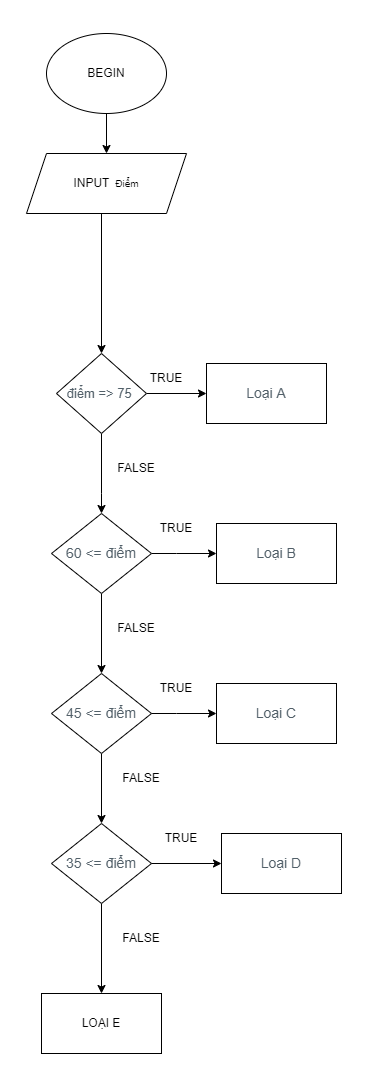 BEGIN
INPUT Điểm
TRUE
điểm => 75
Loại A
FALSE
TRUE
60 <= điểm
Loại B
FALSE
TRUE
45 <= điểm
Loại C
FALSE
TRUE
35 <= điểm
Loại D
FALSE
LOẠI E